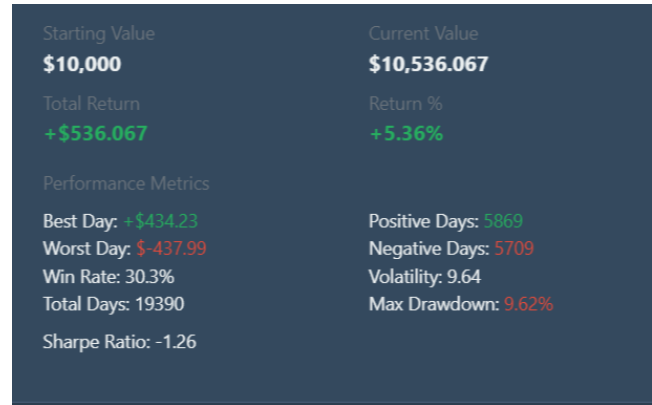 Starting Value
$10,000
Current Value
$10,536.067
Total Return
+$536.067
Return %
+5.36%
Performance Metrics
Best Day: +$434.23
Worst Day: $-437.99
Win Rate: 30.3%
Total Days: 19390
Sharpe Ratio: -1.26
Positive Days: 5869
Negative Days: 5709
Volatility: 9.64
Max Drawdown: 9.62%